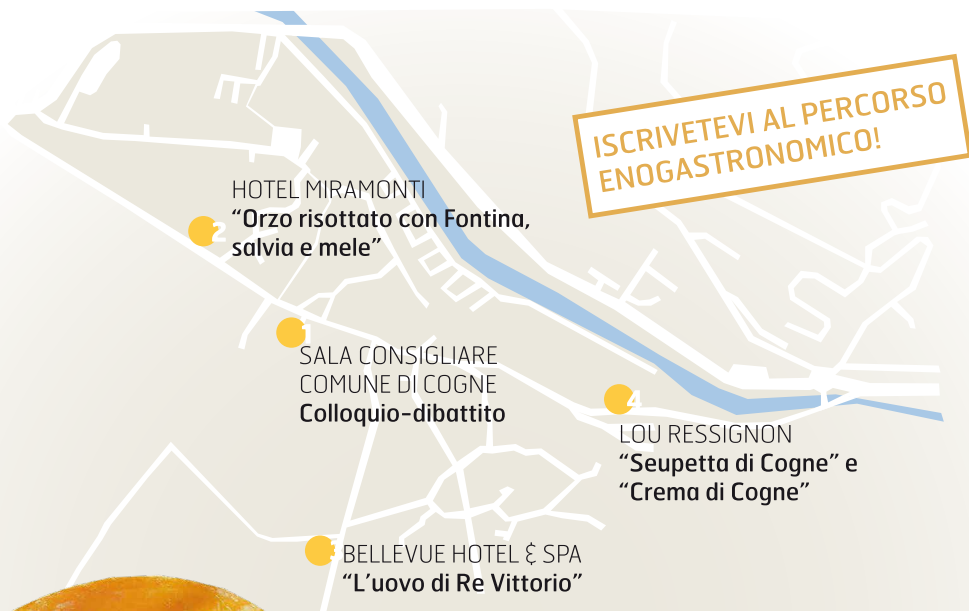 ISCRIVETEVI AL PERCORSO
ENOGASTRONOMICO!
HOTEL MIRAMONTI
“Orzo risottato con Fontina,
salvia e mele”
2
1
SALA CONSIGLIARE
COMUNE DI COGNE
Colloquio-dibattito
4
LOU RESSIGNON
“Seupetta di Cogne” e
“Crema di Cogne”
3
BELLEVUE HOTEL & SPA
“L’uovo di Re Vittorio”